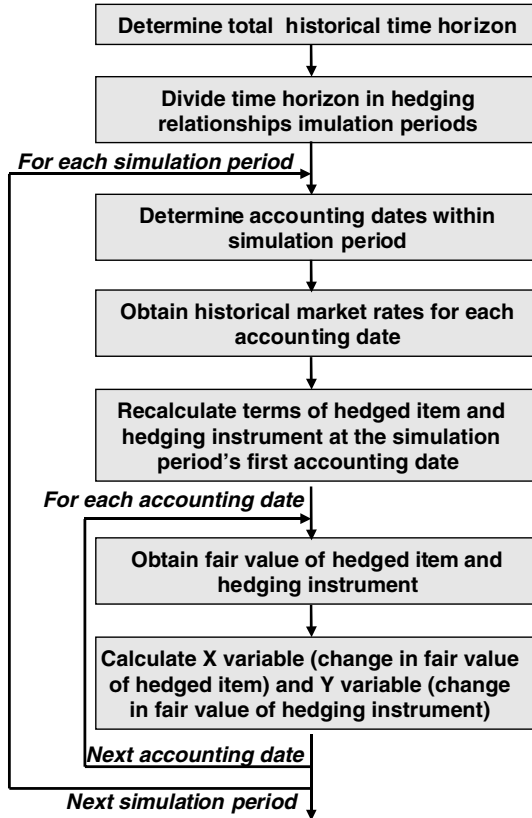 Determine total historical time horizon
Divide time horizon in hedging
relationships imulation periods
For each simulation period
Determine accounting dates within
simulation period
Obtain historical market rates for each
accounting date
Recalculate terms of hedged item and
hedging instrument at the simulation
period’s first accounting date
For each accounting date
Obtain fair value of hedged item and
hedging instrument
Calculate X variable (change in fair value
of hedged item) and Y variable (change
in fair value of hedging instrument)
Next accounting date
Next simulation period